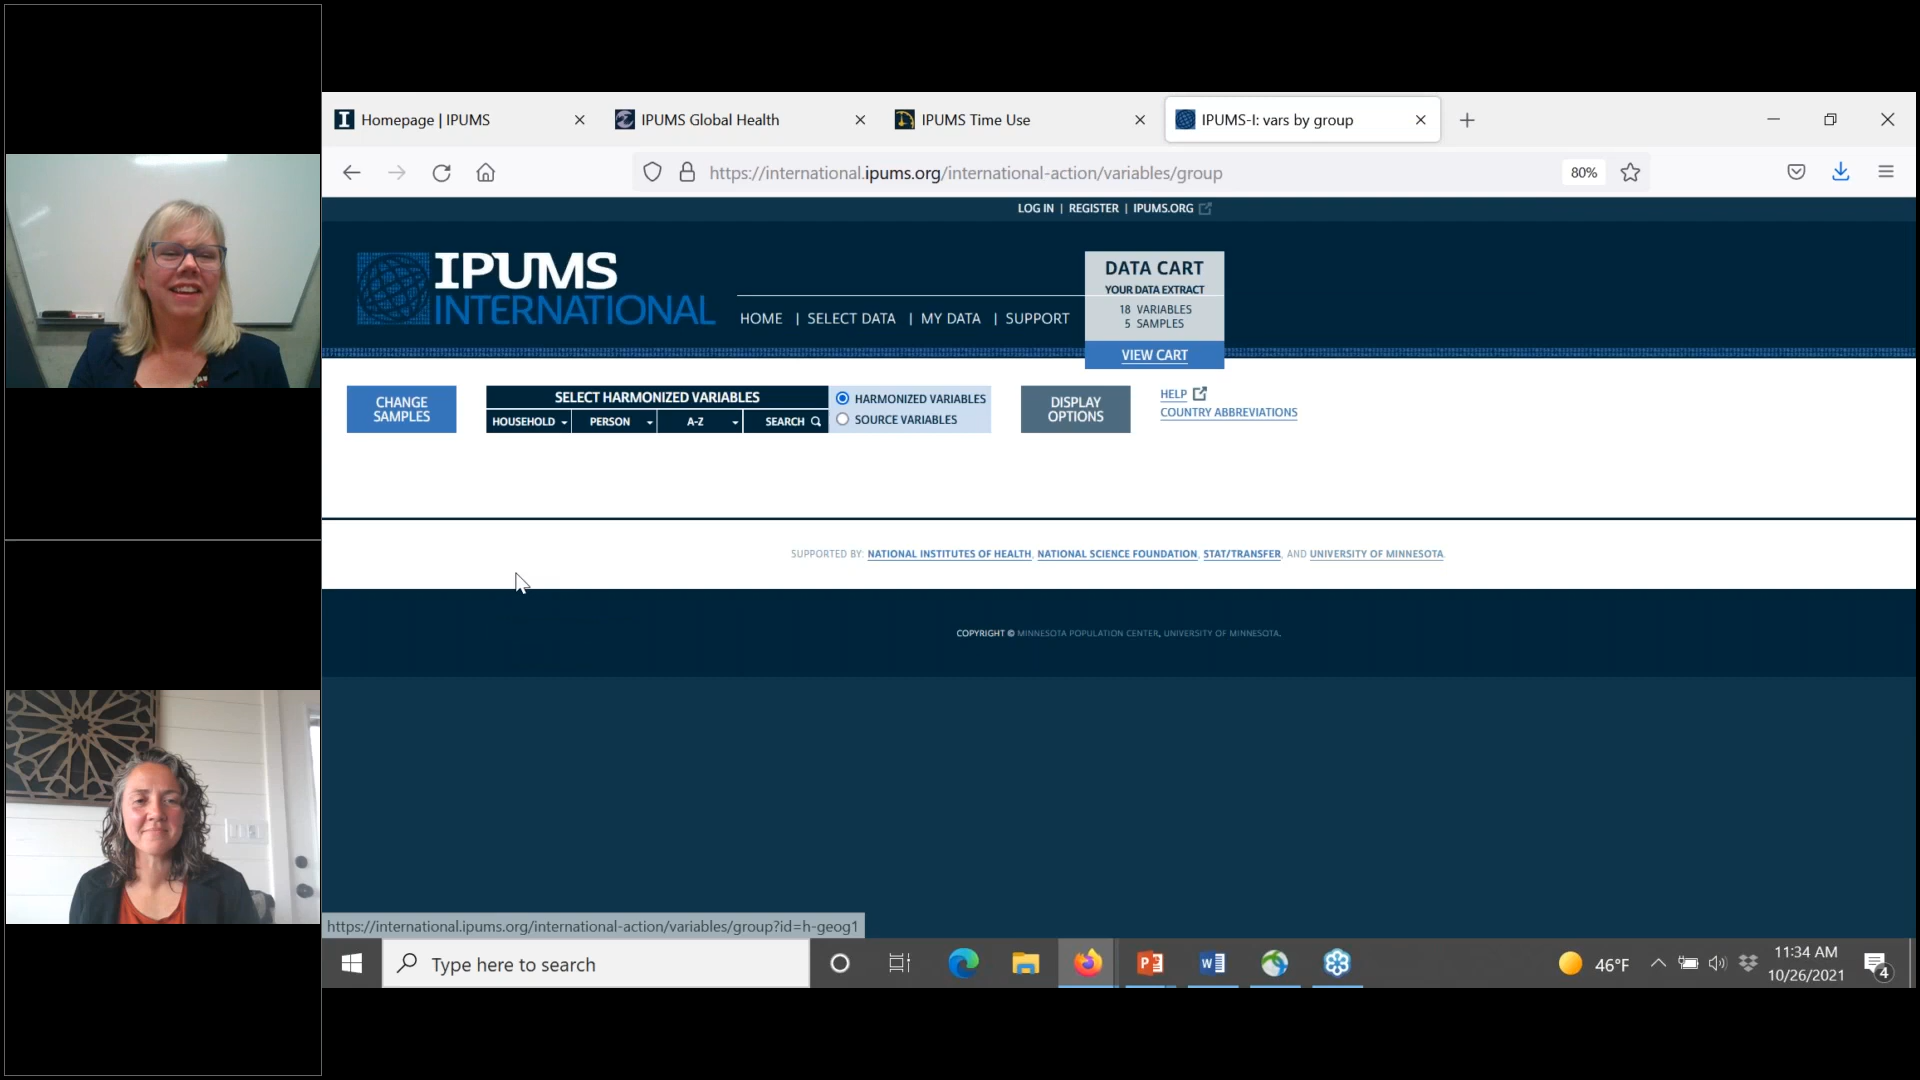 Homepage | IPUMS
IPUMS Global Health
IPUMS Time Use
IPUMS-I: vars by group
https://international.ipums.org/international-action/variables/group
80%
LOG IN | REGISTER | IPUMS.ORG
IPUMS
INTERNATIONAL
HOME | SELECT DATA | MY DATA | SUPPORT
DATA CART
YOUR DATA EXTRACT
18 VARIABLES
5 SAMPLES
VIEW CART
CHANGE
SAMPLES
SELECT HARMONIZED VARIABLES
HOUSEHOLD
PERSON
A-Z
SEARCH
HARMONIZED VARIABLES
SOURCE VARIABLES
DISPLAY
OPTIONS
HELP
COUNTRY ABBREVIATIONS
SUPPORTED BY: NATIONAL INSTITUTES OF HEALTH, NATIONAL SCIENCE FOUNDATION, STAT/TRANSFER, AND UNIVERSITY OF MINNESOTA.
COPYRIGHT © MINNESOTA POPULATION CENTER, UNIVERSITY OF MINNESOTA.
https://international.ipums.org/international-action/variables/group?id=h-geog1
Type here to search
46°F
11:34 AM
10/26/2021
4